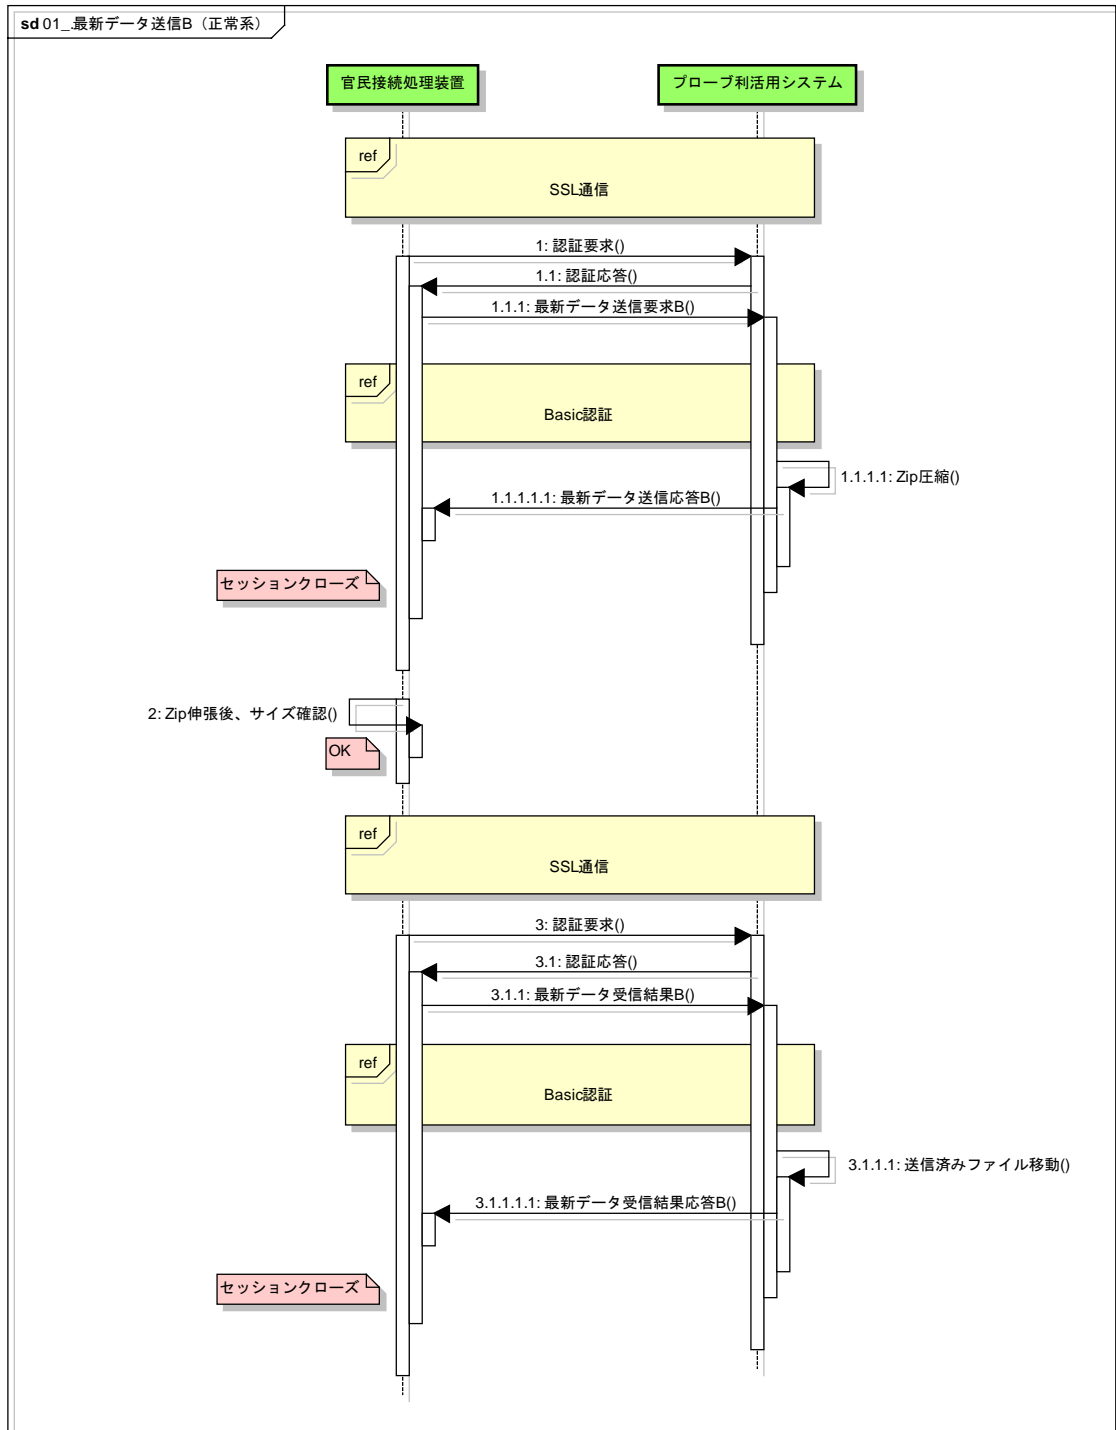 sd 01_.最新データ送信B（正常系）
官民接続処理装置
プローブ利活用システム
ref
SSL通信
1: 認証要求()
1.1: 認証応答()
1.1.1: 最新データ送信要求B()
ref
Basic認証
1.1.1.1: Zip圧縮()
1.1.1.1.1: 最新データ送信応答B()
セッションクローズ
2: Zip伸張後、サイズ確認()
OK
ref
SSL通信
3: 認証要求()
3.1: 認証応答()
3.1.1: 最新データ受信結果B()
ref
Basic認証
3.1.1.1: 送信済みファイル移動()
3.1.1.1.1: 最新データ受信結果応答B()
セッションクローズ